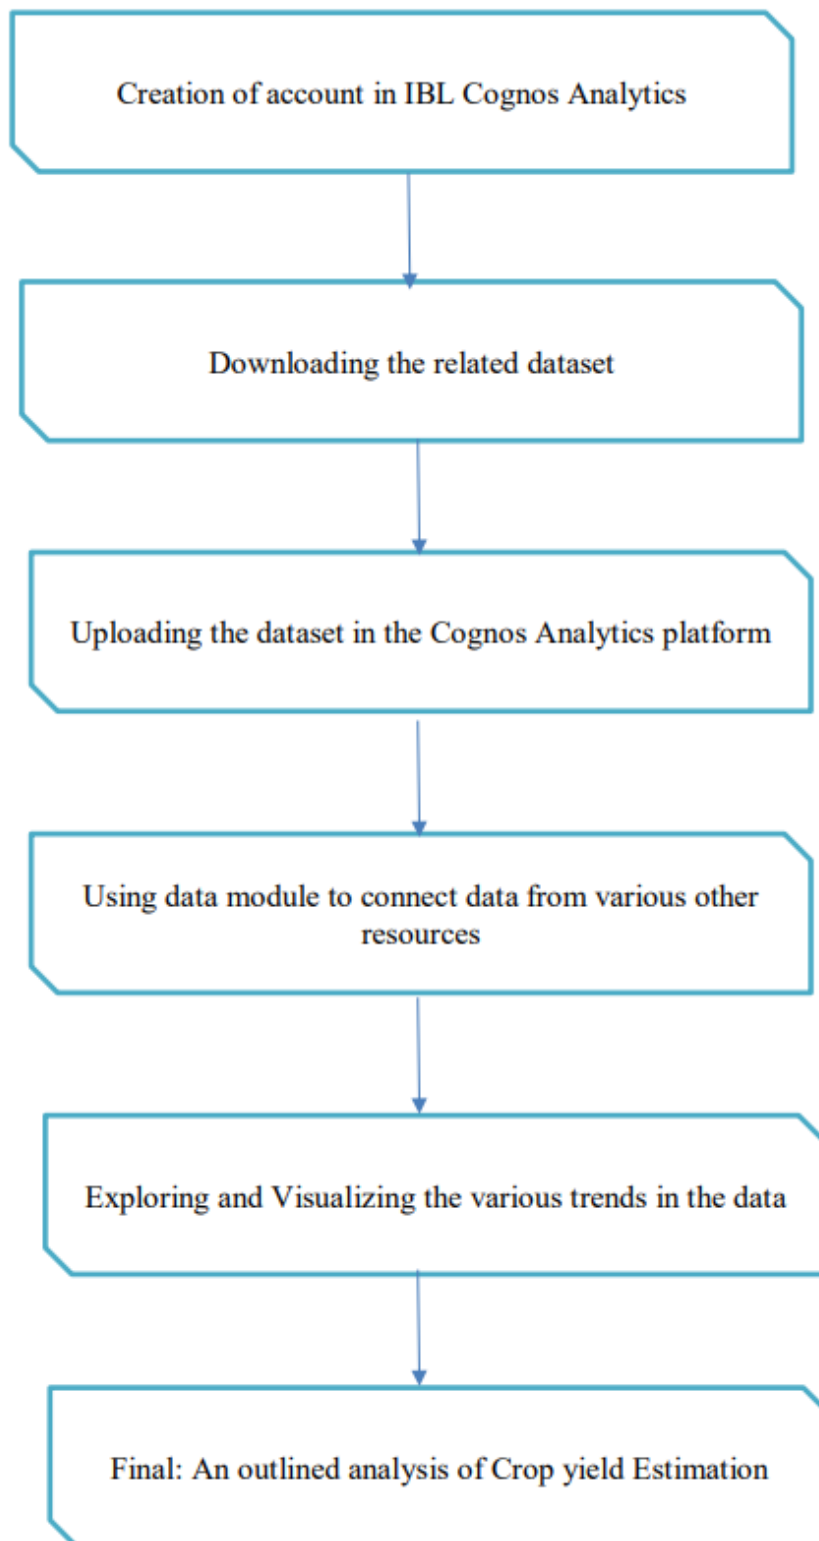 Creation of account in IBL Cognos Analytics
Downloading the related dataset
Uploading the dataset in the Cognos Analytics platform
Using data module to connect data from various other
resources
Exploring and Visualizing the various trends in the data
Final: An outlined analysis of Crop yield Estimation